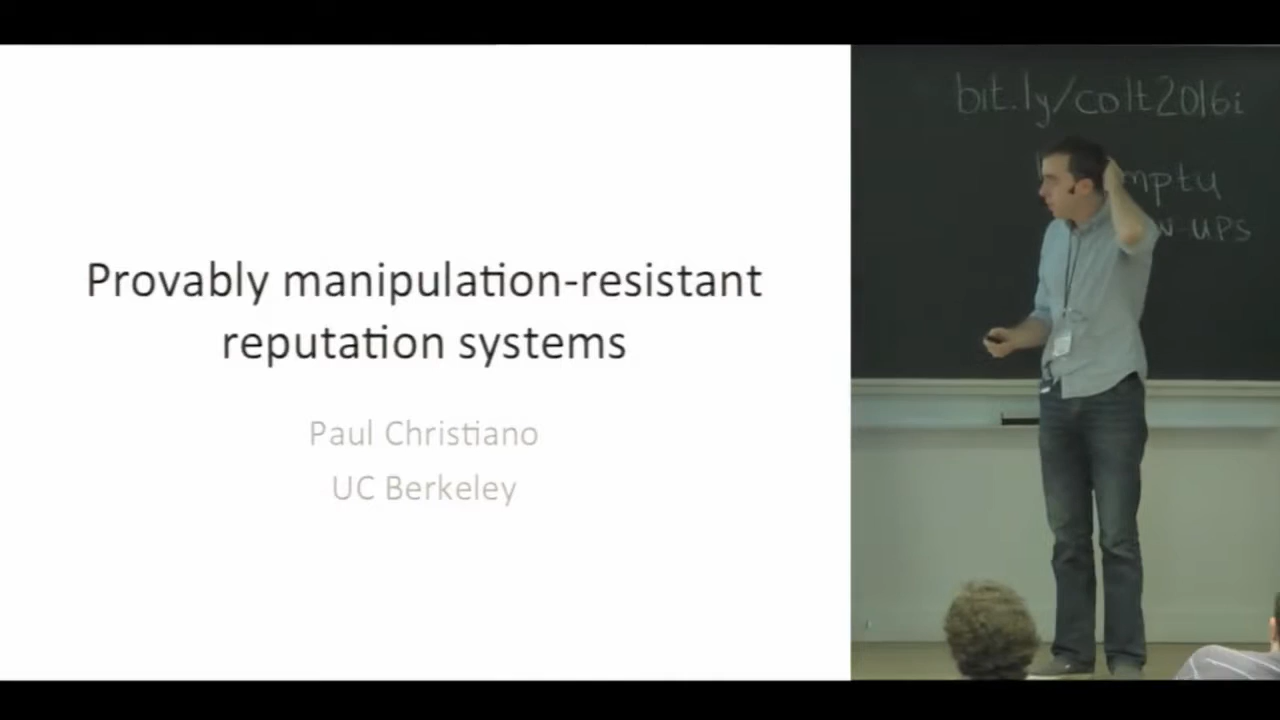 Provably manipulation-resistant
reputation systems
Paul Christiano
UC Berkeley
bit.ly/colt2016i